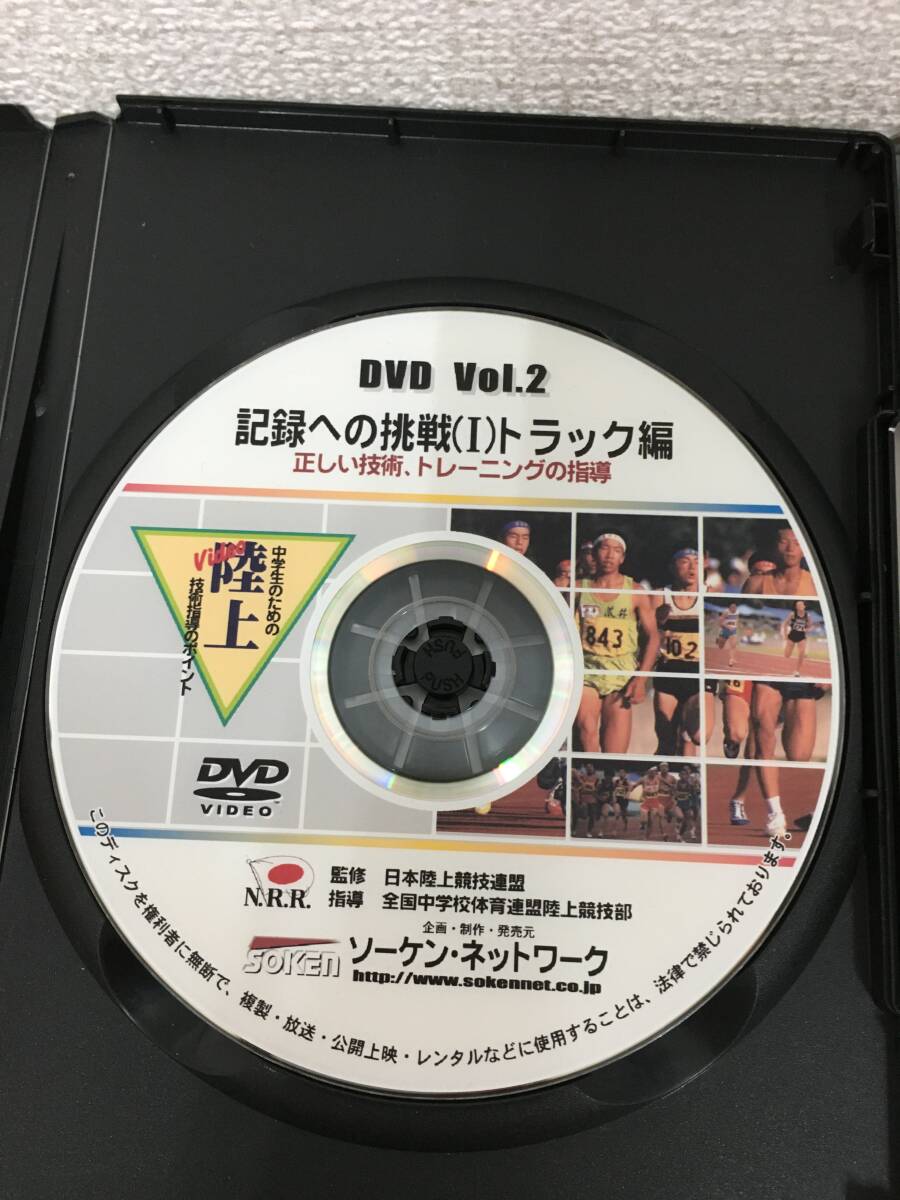 DVD Vol.2
記録への挑戦(I)トラック編
正しい技術、トレーニングの指導
中学生のための
Video
陸上
技術指導のポイント
843
102
PUSH
PUSH
DVD
VIDEO
N.R.R.
監修 日本陸上競技連盟
指導 全国中学校体育連盟陸上競技部
企画・制作・発売元
SOKEN ソーケン・ネットワーク
http://www.sokennet.co.jp
このディスクを権利者に無断で、複製・放送・公開上映・レンタルなどに使用することは、法律で禁じられております。